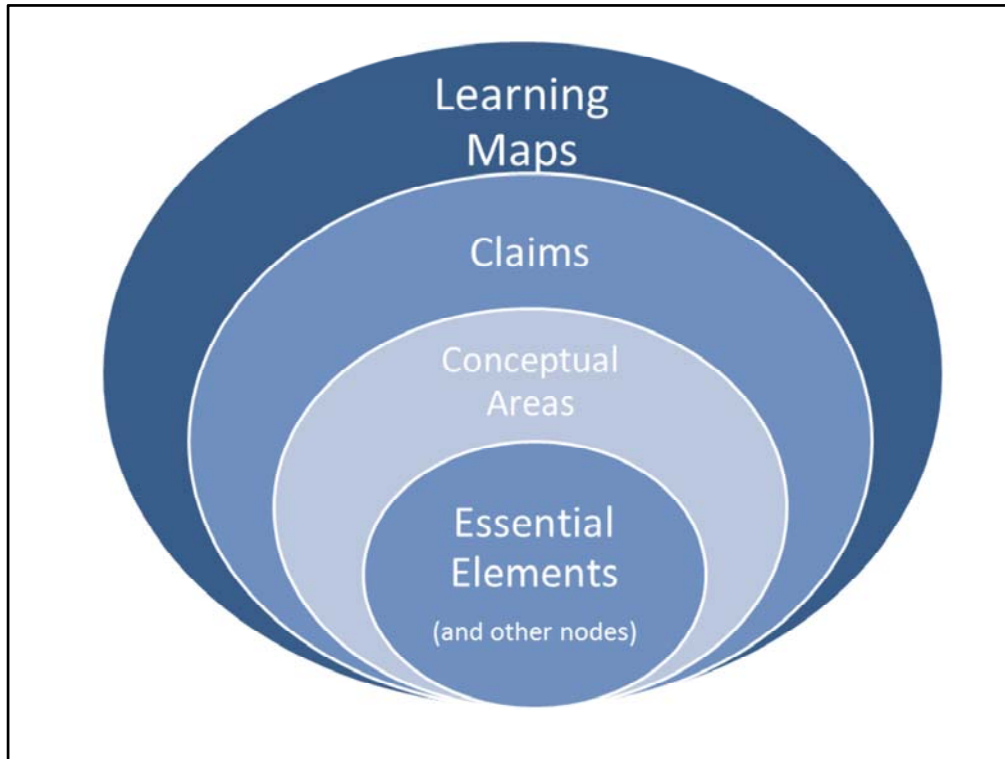 Learning
Maps
Claims
Conceptual
Areas
Essential
Elements
(and other nodes)